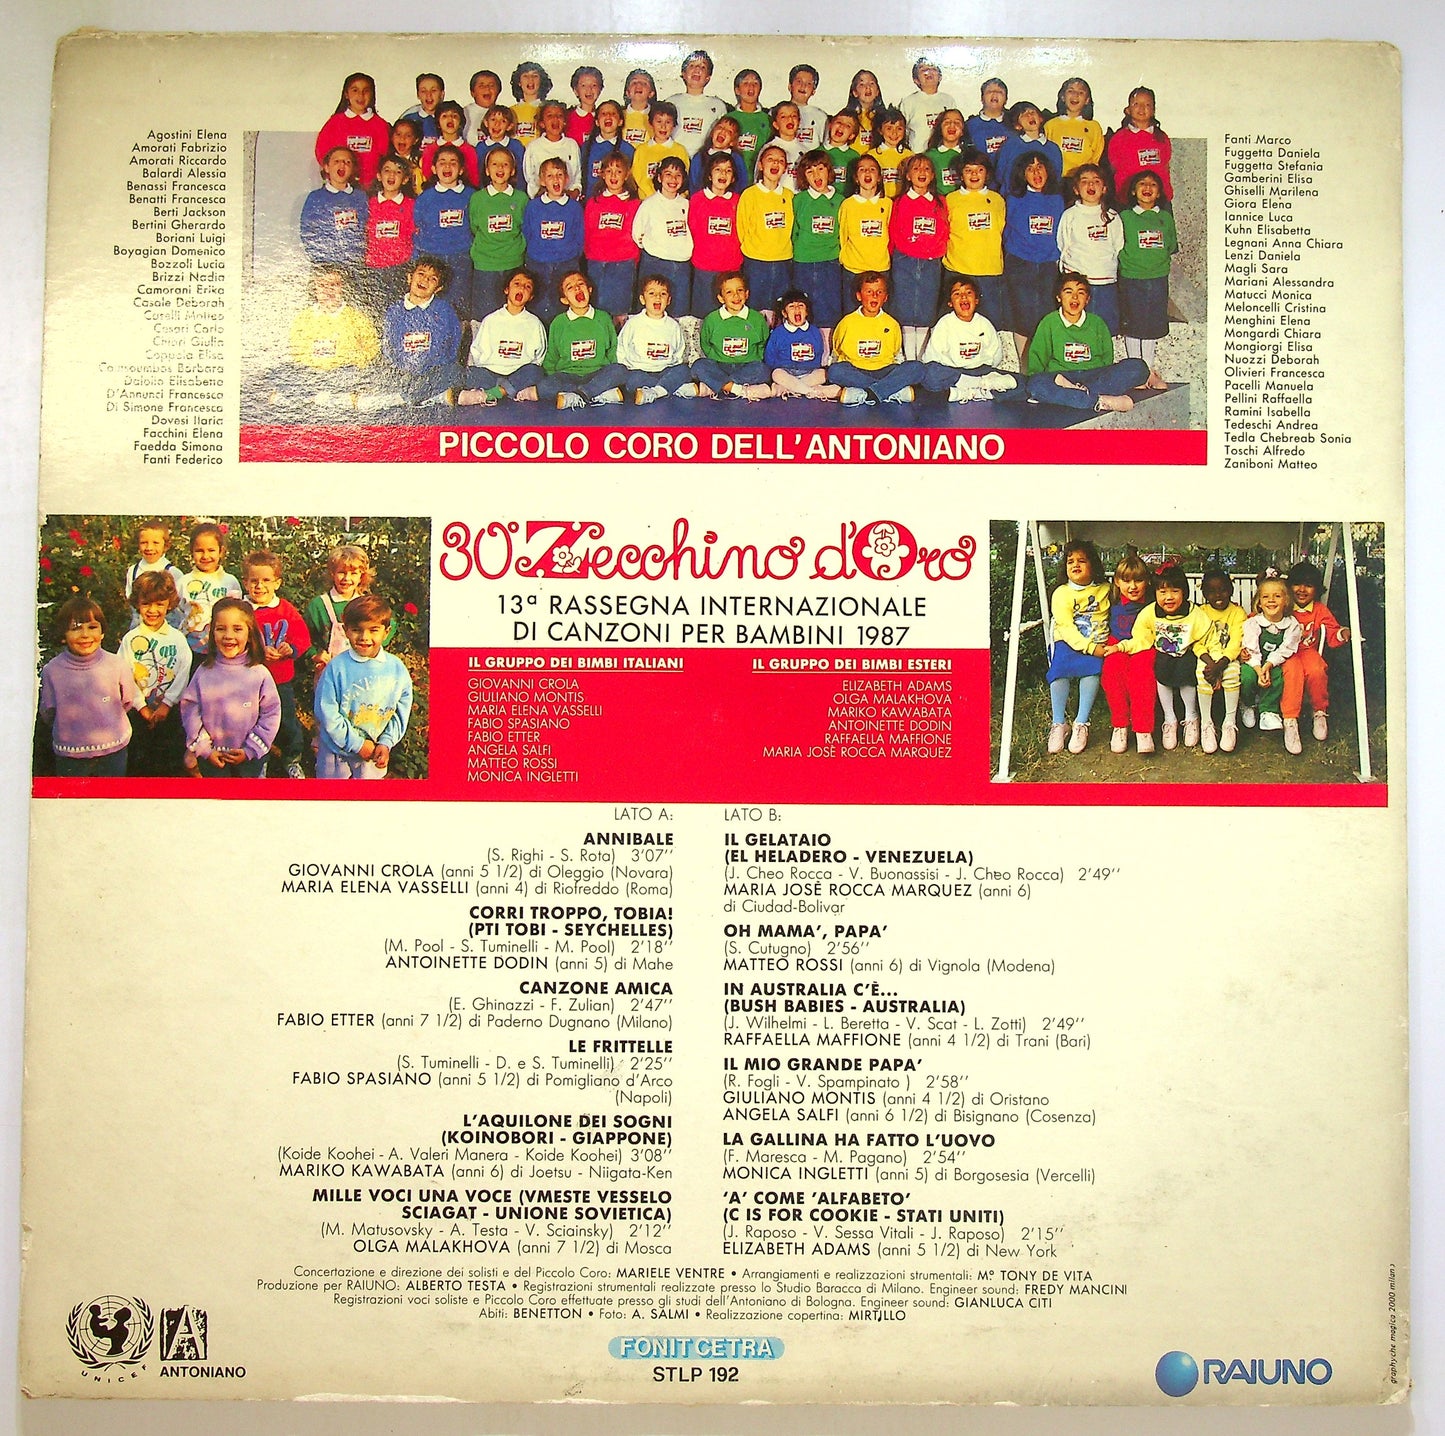 Agostini Elena
Amorati Fabrizio
Amorati Riccardo
Balardi Alessia
Benassi Francesca
Benatti Francesca
Berti Jackson
Bertini Gherardo
Boriani Luigi
Boyagian Domenico
Bozzoli Lucia
Brizzi Nadia
Camorani Erika
Casale Deborah
Caselli Matteo
Cesari Carlo
Chiari Giulia
Coppola Elisa
Barbara
Daiolio Elisabena
D'Annunci Francesco
Di Simone Francesca
Dovesi Ilaria
Facchini Elena
Faedda Simona
Fanti Federico
Fanti Marco
Fuggetta Daniela
Fuggetta Stefania
Gamberini Elisa
Ghiselli Marilena
Giora Elena
Iannice Luca
Kuhn Elisabetta
Legnani Anna Chiara
Lenzi Daniela
Magli Sara
Mariani Alessandra
Matucci Monica
Meloncelli Cristina
Menghini Elena
Mongardi Chiara
Mongiorgi Elisa
Nuozzi Deborah
Olivieri Francesca
Pacelli Manuela
Pellini Raffaella
Ramini Isabella
Tedeschi Andrea
Tedla Chebreab Sonia
Toschi Alfredo
Zaniboni Matteo
PICCOLO CORO DELL'ANTONIANO
30° Zecchino d'Oro
13ª RASSEGNA INTERNAZIONALE
DI CANZONI PER BAMBINI 1987
IL GRUPPO DEI BIMBI ITALIANI
GIOVANNI CROLA
GIULIANO MONTIS
MARIA ELENA VASSELLI
FABIO SPASIANO
FABIO ETTER
ANGELA SALFI
MATTEO ROSSI
MONICA INGLETTI
IL GRUPPO DEI BIMBI ESTERI
ELIZABETH ADAMS
OLGA MALAKHOVA
MARIKO KAWABATA
ANTOINETTE DODIN
RAFFAELLA MAFFIONE
MARIA JOSÈ ROCCA MARQUEZ
LATO A:
ANNIBALE
(S. Righi - S. Rota) 3'07''
GIOVANNI CROLA (anni 5 1/2) di Oleggio (Novara)
MARIA ELENA VASSELLI (anni 4) di Riofreddo (Roma)
CORRI TROPPO, TOBIA!
(PTI TOBI - SEYCHELLES)
(M. Pool - S. Tuminelli - M. Pool) 2'18''
ANTOINETTE DODIN (anni 5) di Mahe
CANZONE AMICA
(E. Ghinazzi - F. Zulian) 2'47''
FABIO ETTER (anni 7 1/2) di Paderno Dugnano (Milano)
LE FRITTELLE
(S. Tuminelli - D. e S. Tuminelli) 2'25''
FABIO SPASIANO (anni 5 1/2) di Pomigliano d'Arco
(Napoli)
L'AQUILONE DEI SOGNI
(KOINOBORI - GIAPPONE)
(Koide Koohei - A. Valeri Manera - Koide Koohei) 3'08''
MARIKO KAWABATA (anni 6) di Joetsu - Niigata-Ken
MILLE VOCI UNA VOCE (VMESTE VESSELO
SCIAGAT - UNIONE SOVIETICA)
(M. Matusovsky - A. Testa - V. Sciainsky) 2'12''
OLGA MALAKHOVA (anni 7 1/2) di Mosca
LATO B:
IL GELATAIO
(EL HELADERO - VENEZUELA)
(J. Cheo Rocca - V. Buonassisi - J. Cheo Rocca) 2'49''
MARIA JOSÈ ROCCA MARQUEZ (anni 6)
di Ciudad-Bolivar
OH MAMA', PAPA'
(S. Cutugno) 2'56''
MATTEO ROSSI (anni 6) di Vignola (Modena)
IN AUSTRALIA C'È...
(BUSH BABIES - AUSTRALIA)
(J. Wilhelmi - L. Beretta - V. Scat - L. Zotti) 2'49''
RAFFAELLA MAFFIONE (anni 4 1/2) di Trani (Bari)
IL MIO GRANDE PAPA'
(R. Fogli - V. Spampinato ) 2'58''
GIULIANO MONTIS (anni 4 1/2) di Oristano
ANGELA SALFI (anni 6 1/2) di Bisignano (Cosenza)
LA GALLINA HA FATTO L'UOVO
(F. Maresca - M. Pagano) 2'54''
MONICA INGLETTI (anni 5) di Borgosesia (Vercelli)
'A' COME 'ALFABETO'
(C IS FOR COOKIE - STATI UNITI)
(J. Raposo - V. Sessa Vitali - J. Raposo) 2'15''
ELIZABETH ADAMS (anni 5 1/2) di New York
Concertazione e direzione dei solisti e del Piccolo Coro: MARIELE VENTRE • Arrangiamenti e realizzazioni strumentali: Mº TONY DE VITA
Produzione per RAIUNO: ALBERTO TESTA • Registrazioni strumentali realizzate presso lo Studio Baracca di Milano. Engineer sound: FREDY MANCINI
Registrazioni voci soliste e Piccolo Coro effettuate presso gli studi dell'Antoniano di Bologna. Engineer sound: GIANLUCA CITI
Abiti: BENETTON • Foto: A. SALMI • Realizzazione copertina: MIRTILLO
UNICEF
A
ANTONIANO
FONIT CETRA
STLP 192
RAIUNO
graphyche magica 2000 milano